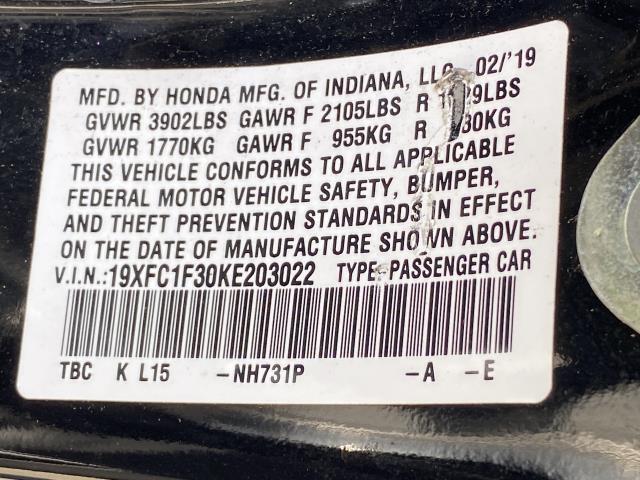 MFD. BY HONDA MFG. OF INDIANA, LLC 02/'19
GVWR 3902LBS GAWR F 2105LBS R
GVWR 1770KG GAWR F 955KG R
THIS VEHICLE CONFORMS TO ALL APPLICABLE
FEDERAL MOTOR VEHICLE SAFETY, BUMPER,
AND THEFT PREVENTION STANDARDS IN EFFECT
ON THE DATE OF MANUFACTURE SHOWN ABOVE.
V.I.N.:19XFC1F30KE203022 TYPE:PASSENGER CAR
TBC K L15 -NH731P -A -E